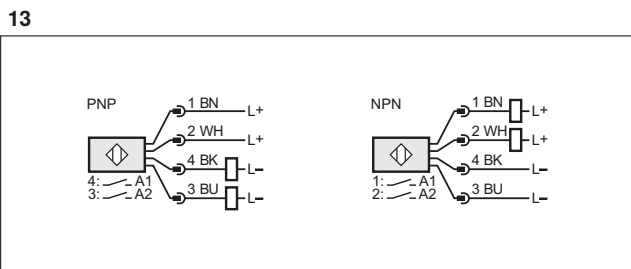 13
PNP
1 BN L+
2 WH L+
4 BK L–
3 BU L–
4: A1
3: A2
NPN
1 BN L+
2 WH L+
4 BK L–
3 BU L–
1: A1
2: A2